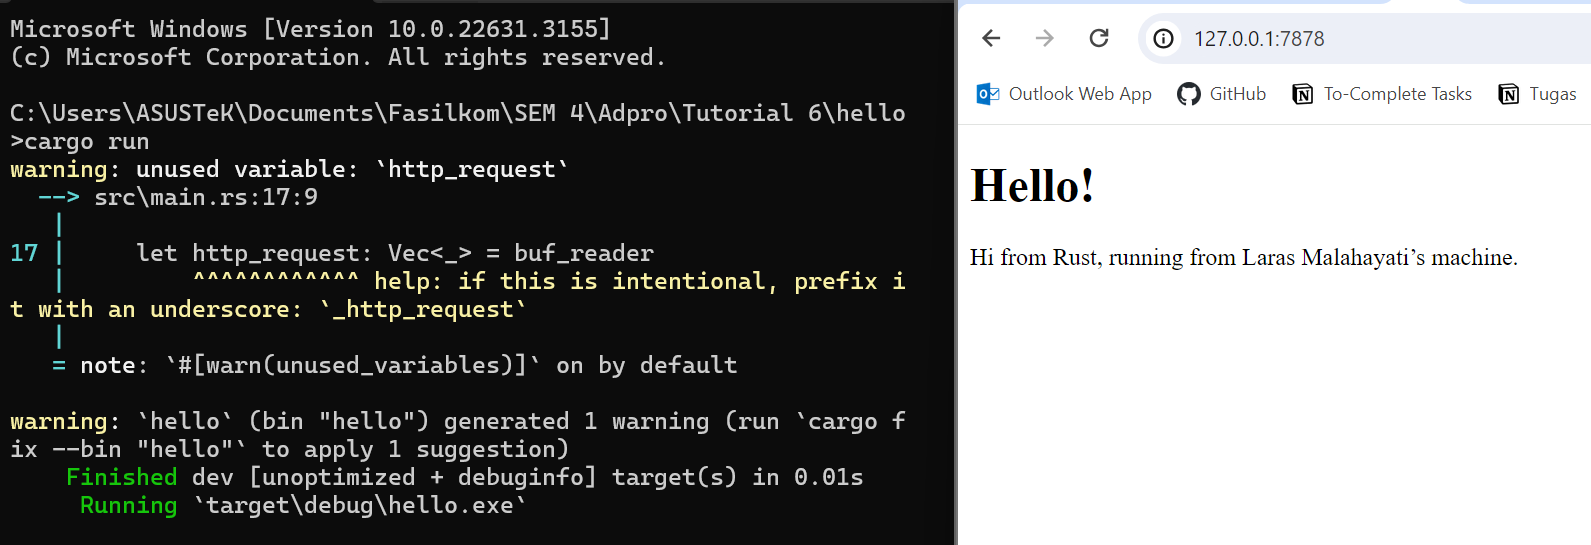 Microsoft Windows [Version 10.0.22631.3155]
(c) Microsoft Corporation. All rights reserved.
C:\Users\ASUSTeK\Documents\Fasilkom\SEM 4\Adpro\Tutorial 6\hello
>cargo run
warning: unused variable: `http_request`
  --> src\main.rs:17:9
   |
17 |     let http_request: Vec<_> = buf_reader
   |         ^^^^^^^^^^^^ help: if this is intentional, prefix i
t with an underscore: `_http_request`
   |
   = note: `#[warn(unused_variables)]` on by default
warning: `hello` (bin "hello") generated 1 warning (run `cargo f
ix --bin "hello"` to apply 1 suggestion)
    Finished dev [unoptimized + debuginfo] target(s) in 0.01s
     Running `target\debug\hello.exe`
127.0.0.1:7878
Outlook Web App GitHub To-Complete Tasks Tugas
Hello!
Hi from Rust, running from Laras Malahayati’s machine.